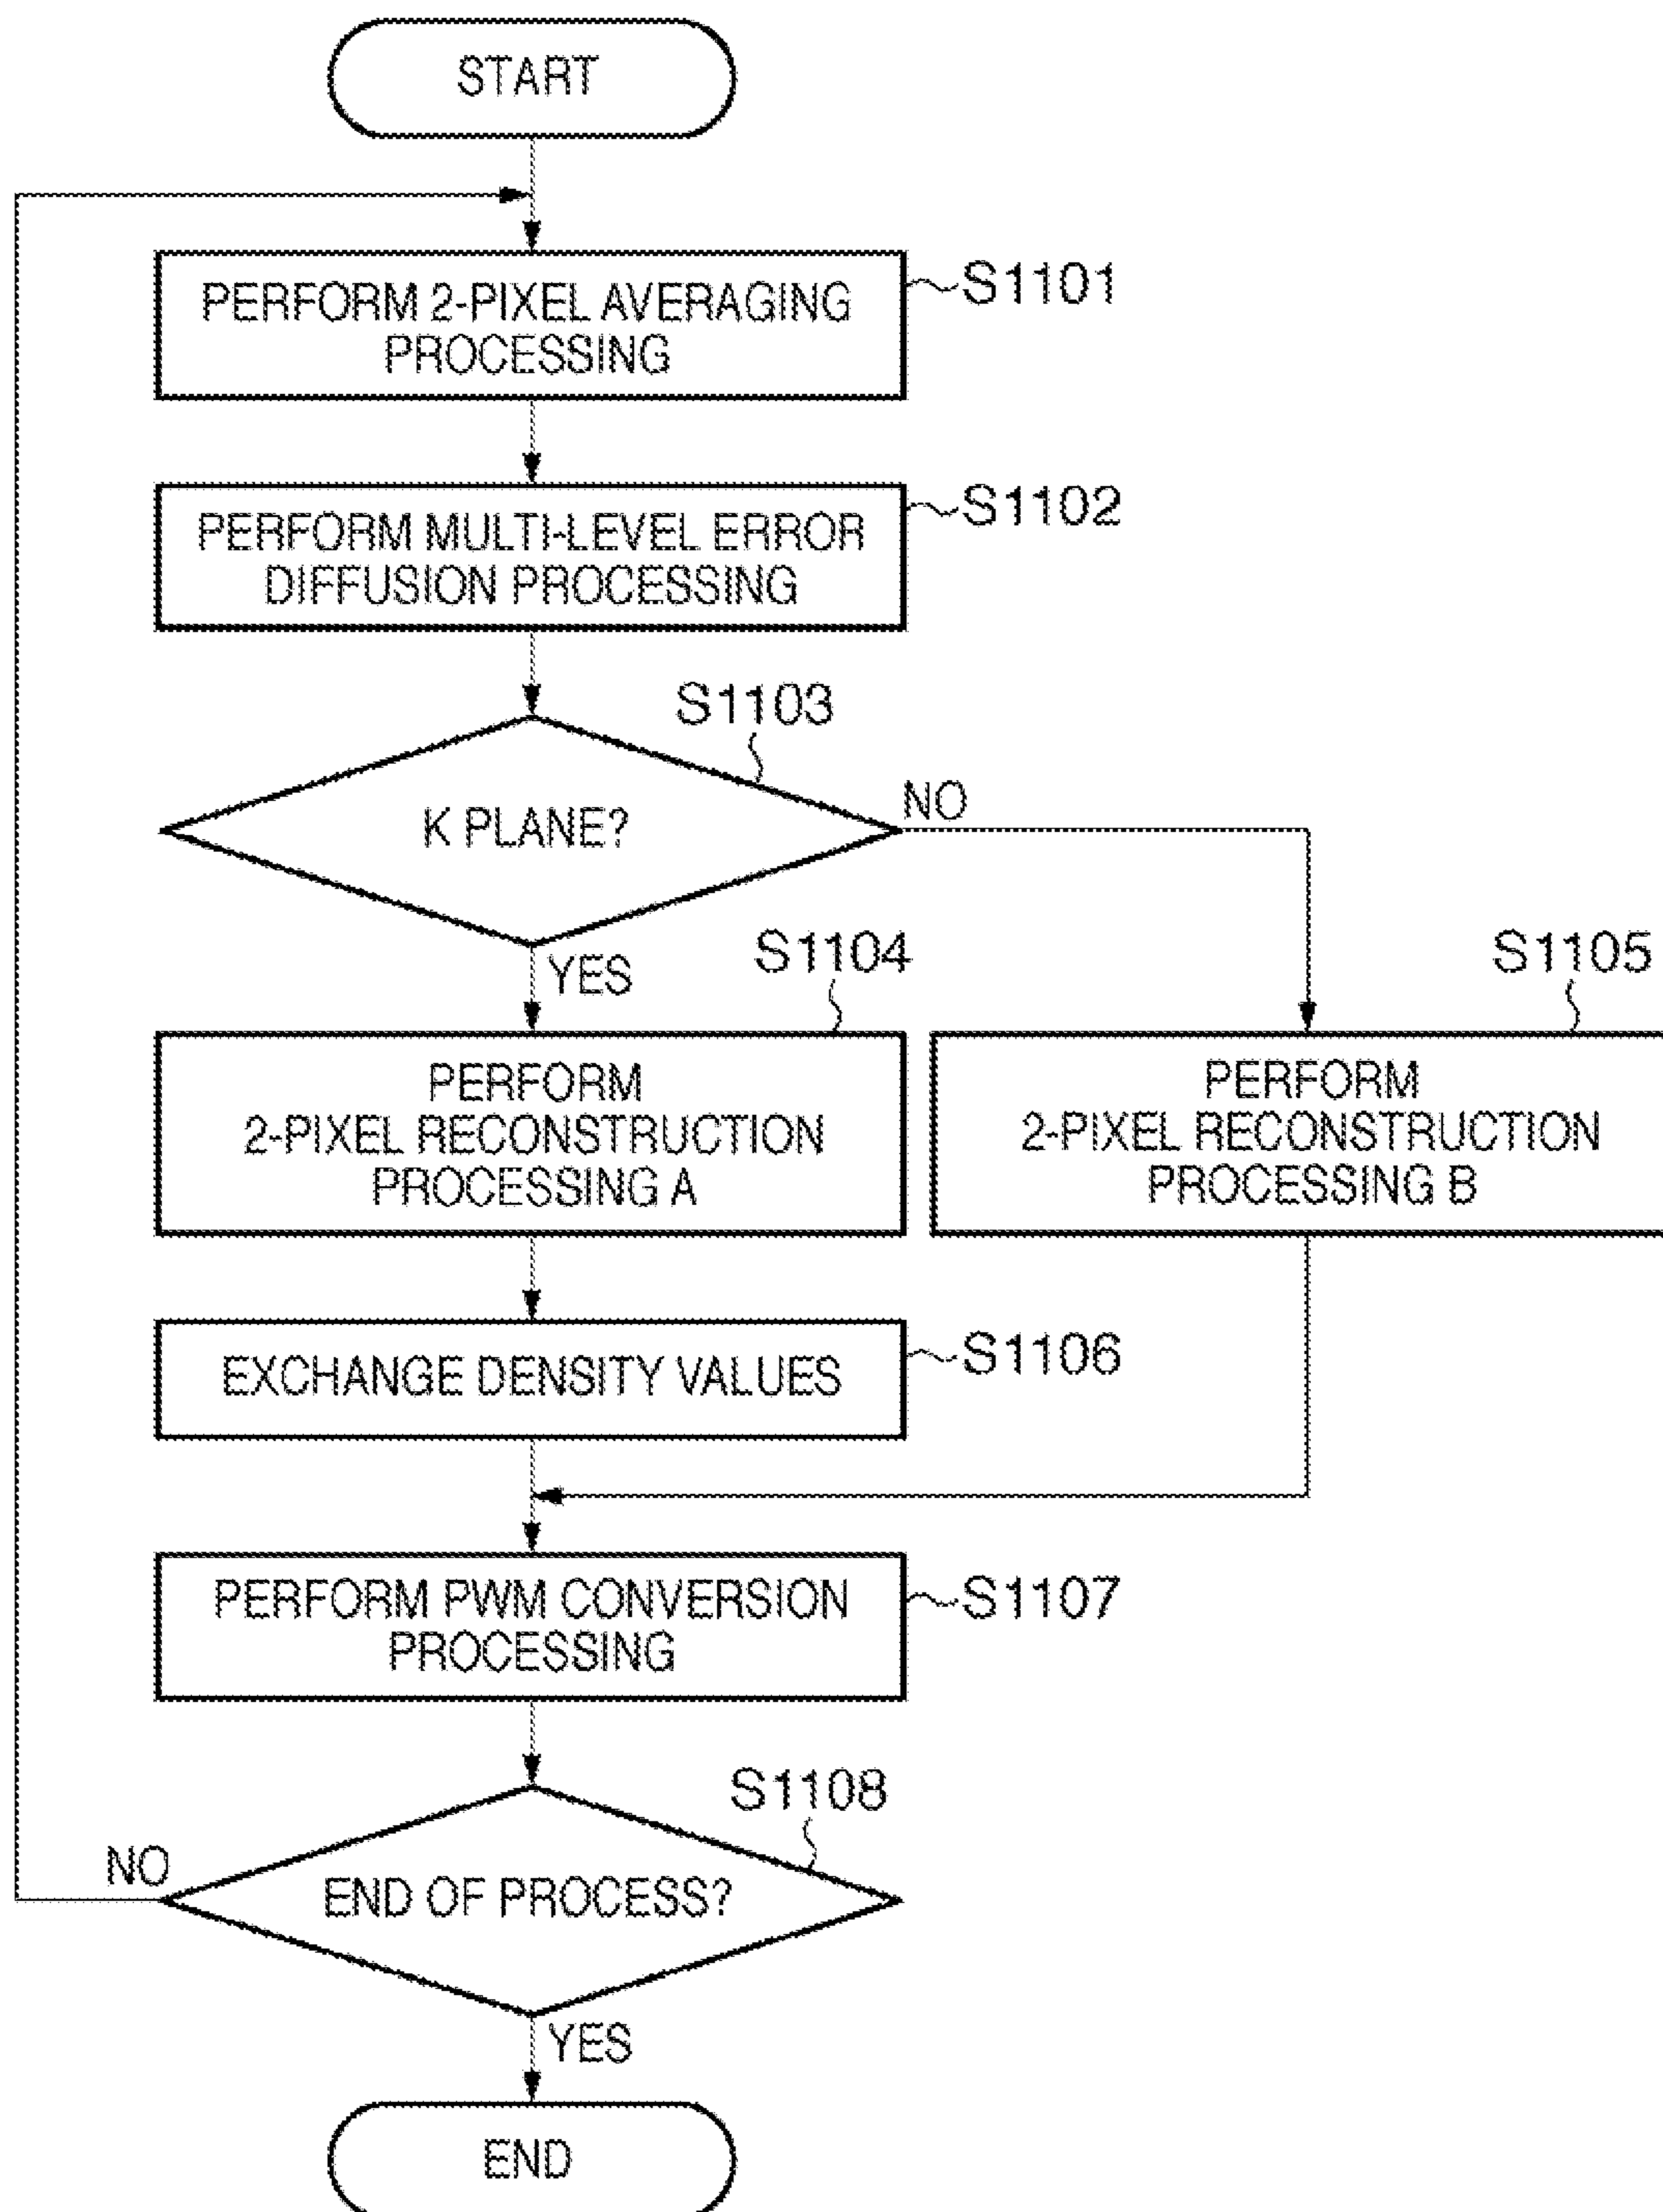 START
PERFORM 2-PIXEL AVERAGING
PROCESSING
S1101
PERFORM MULTI-LEVEL ERROR
DIFFUSION PROCESSING
S1102
S1103
K PLANE?
NO
YES
S1104
PERFORM
2-PIXEL RECONSTRUCTION
PROCESSING A
S1105
PERFORM
2-PIXEL RECONSTRUCTION
PROCESSING B
EXCHANGE DENSITY VALUES
S1106
PERFORM PWM CONVERSION
PROCESSING
S1107
S1108
END OF PROCESS?
NO
YES
END